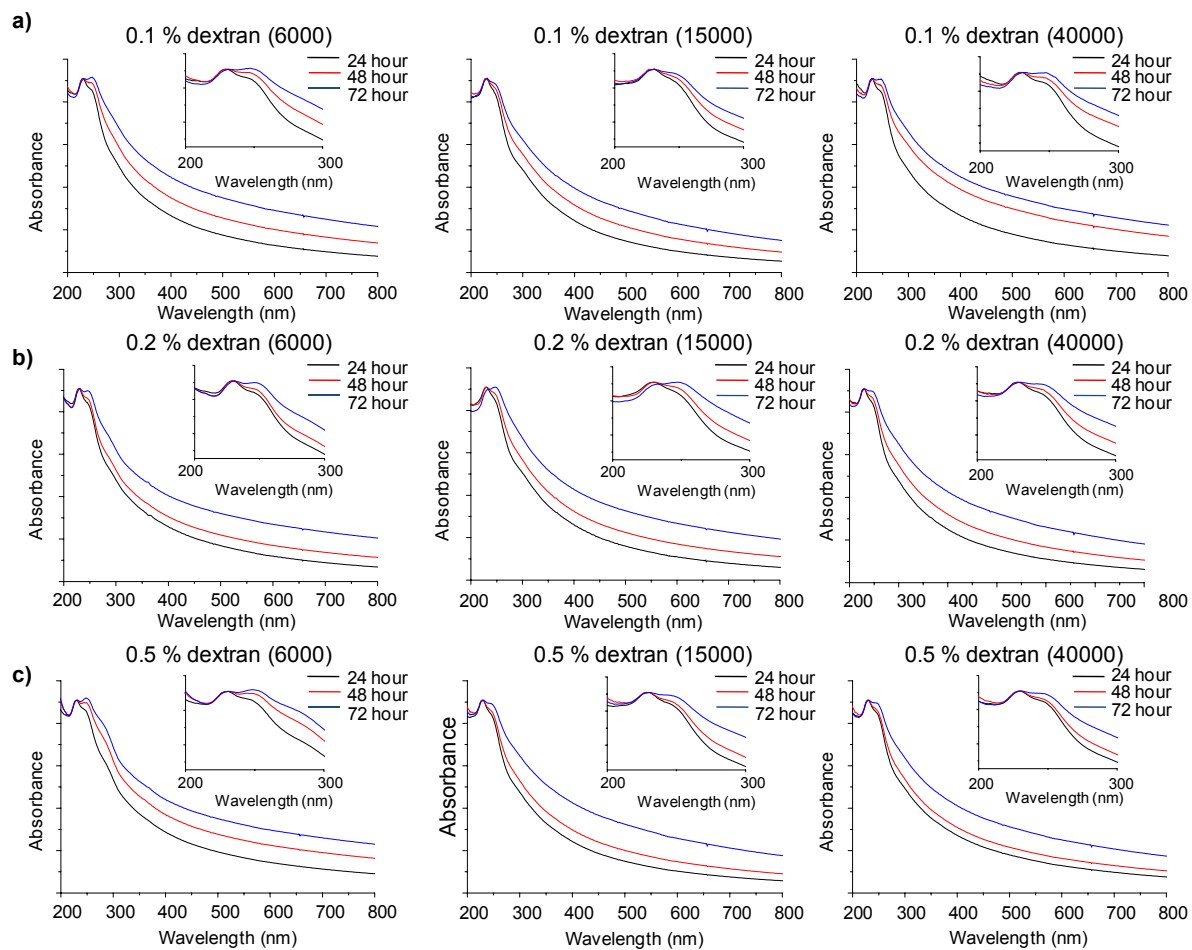 a)
0.1 % dextran (6000)
24 hour
48 hour
72 hour
200
300
Wavelength (nm)
Absorbance
200 300 400 500 600 700 800
Wavelength (nm)
0.1 % dextran (15000)
24 hour
48 hour
72 hour
200
300
Wavelength (nm)
Absorbance
200 300 400 500 600 700 800
Wavelength (nm)
0.1 % dextran (40000)
24 hour
48 hour
72 hour
200
300
Wavelength (nm)
Absorbance
200 300 400 500 600 700 800
Wavelength (nm)
b)
0.2 % dextran (6000)
24 hour
48 hour
72 hour
200
300
Wavelength (nm)
Absorbance
200 300 400 500 600 700 800
Wavelength (nm)
0.2 % dextran (15000)
24 hour
48 hour
72 hour
200
300
Wavelength (nm)
Absorbance
200 300 400 500 600 700 800
Wavelength (nm)
0.2 % dextran (40000)
24 hour
48 hour
72 hour
200
300
Wavelength (nm)
Absorbance
200 300 400 500 600 700 800
Wavelength (nm)
c)
0.5 % dextran (6000)
24 hour
48 hour
72 hour
200
300
Wavelength (nm)
Absorbance
200 300 400 500 600 700 800
Wavelength (nm)
0.5 % dextran (15000)
24 hour
48 hour
72 hour
200
300
Wavelength (nm)
Absorbance
200 300 400 500 600 700 800
Wavelength (nm)
0.5 % dextran (40000)
24 hour
48 hour
72 hour
200
300
Wavelength (nm)
Absorbance
200 300 400 500 600 700 800
Wavelength (nm)